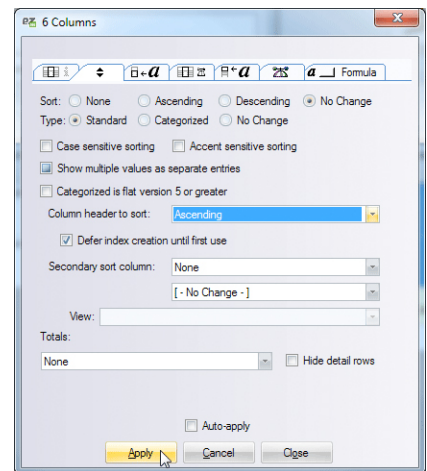 6 Columns
a Formula
Sort: None Ascending Descending No Change
Type: Standard Categorized No Change
Case sensitive sorting Accent sensitive sorting
Show multiple values as separate entries
Categorized is flat version 5 or greater
Column header to sort: Ascending
Defer index creation until first use
Secondary sort column: None
[ - No Change - ]
View:
Totals:
None Hide detail rows
Auto-apply
Apply Cancel Close